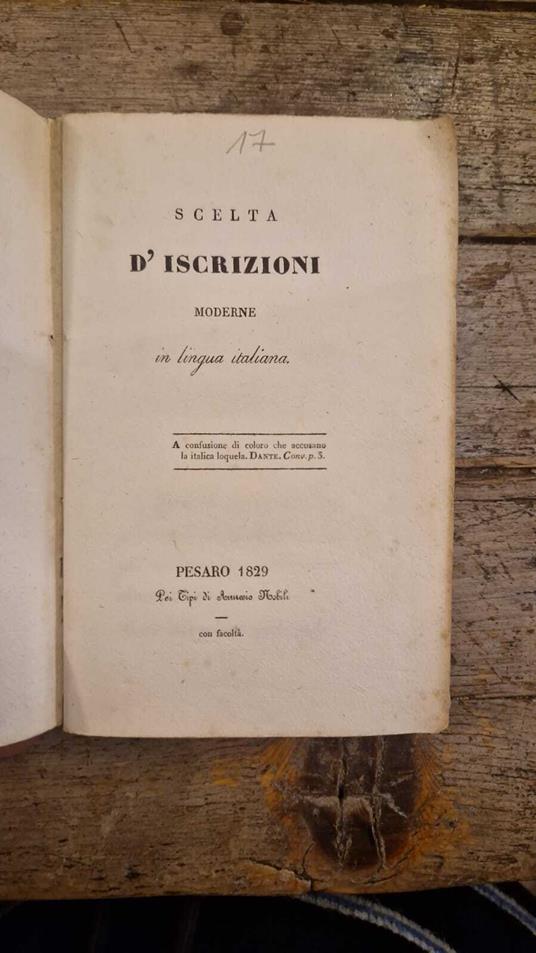 17
SCELTA
D' ISCRIZIONI
MODERNE
in lingua italiana.
A confusione di coloro che accusano
la italica loquela. DANTE. Conv. p. 3.
PESARO 1829
Pei Tipi di Annesio Nobili
con facoltà.